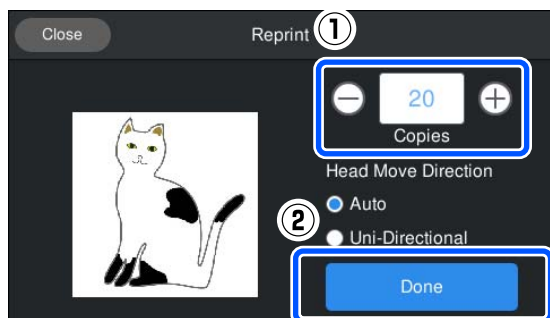 Close
Reprint
①
20
Copies
Head Move Direction
Auto
②
Uni-Directional
Done